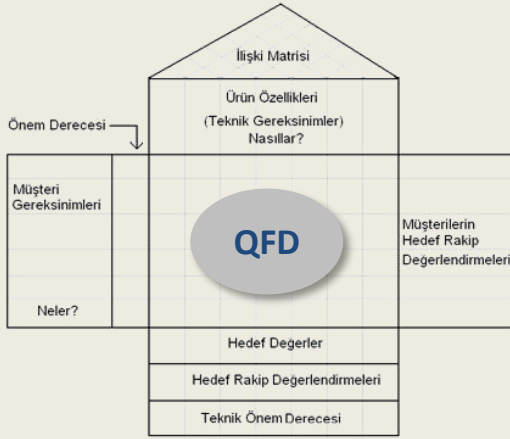 İlişki Matrisi
Ürün Özellikleri
(Teknik Gereksinimler)
Nasıllar?
Önem Derecesi
Müşteri
Gereksinimleri
Neler?
QFD
Müşterilerin
Hedef Rakip
Değerlendirmeleri
Hedef Değerler
Hedef Rakip Değerlendirmeleri
Teknik Önem Derecesi